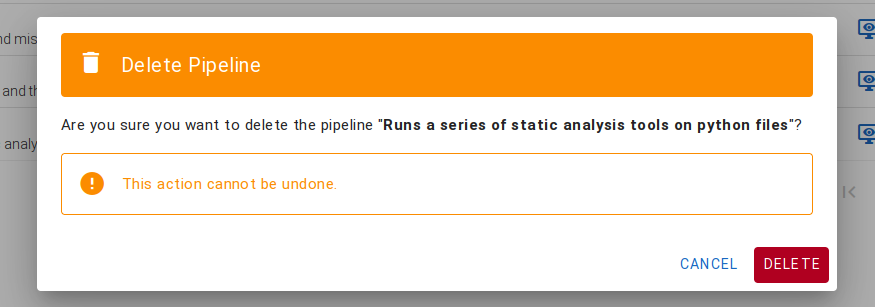 nd mis
Delete Pipeline
and th
Are you sure you want to delete the pipeline "Runs a series of static analysis tools on python files"?
analy
This action cannot be undone.
CANCEL DELETE